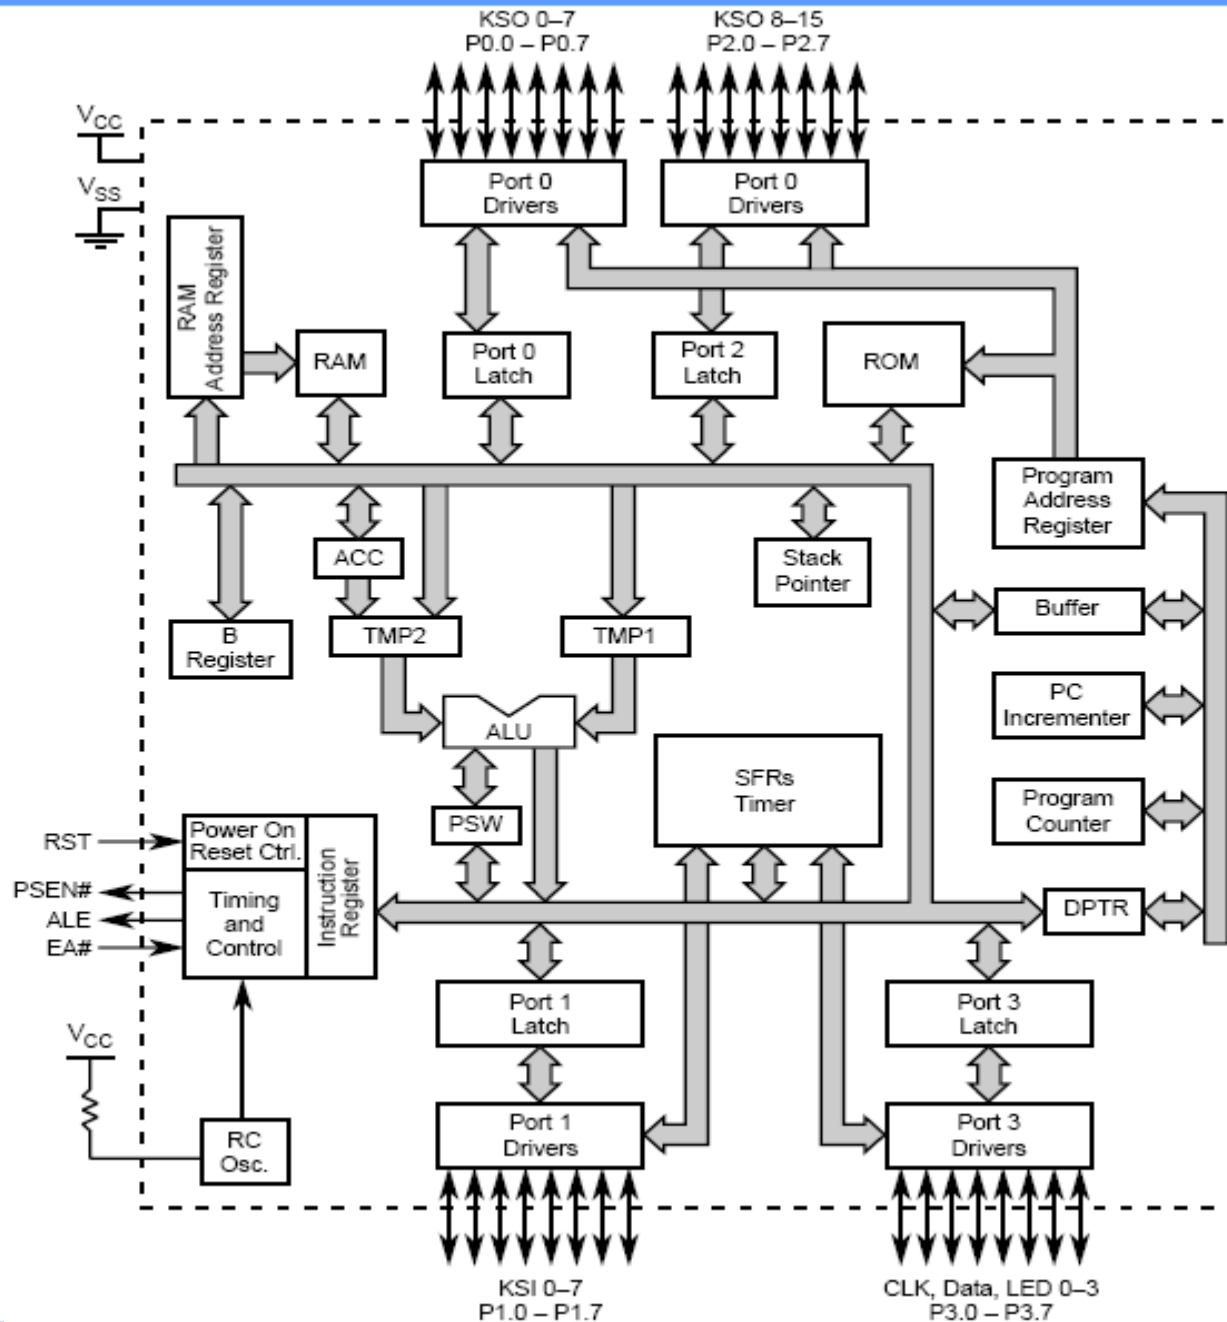 KSO 0–7
P0.0 – P0.7
KSO 8–15
P2.0 – P2.7
VCC
VSS
Port 0
Drivers
Port 0
Drivers
RAM
Address Register
RAM
Port 0
Latch
Port 2
Latch
ROM
Program
Address
Register
ACC
Stack
Pointer
B
Register
TMP2
TMP1
Buffer
ALU
PC
Incrementer
SFRs
Timer
PSW
Program
Counter
RST
PSEN#
ALE
EA#
Power On
Reset Ctrl.
Timing
and
Control
Instruction
Register
DPTR
Port 1
Latch
Port 3
Latch
VCC
RC
Osc.
Port 1
Drivers
Port 3
Drivers
KSI 0–7
P1.0 – P1.7
CLK, Data, LED 0–3
P3.0 – P3.7